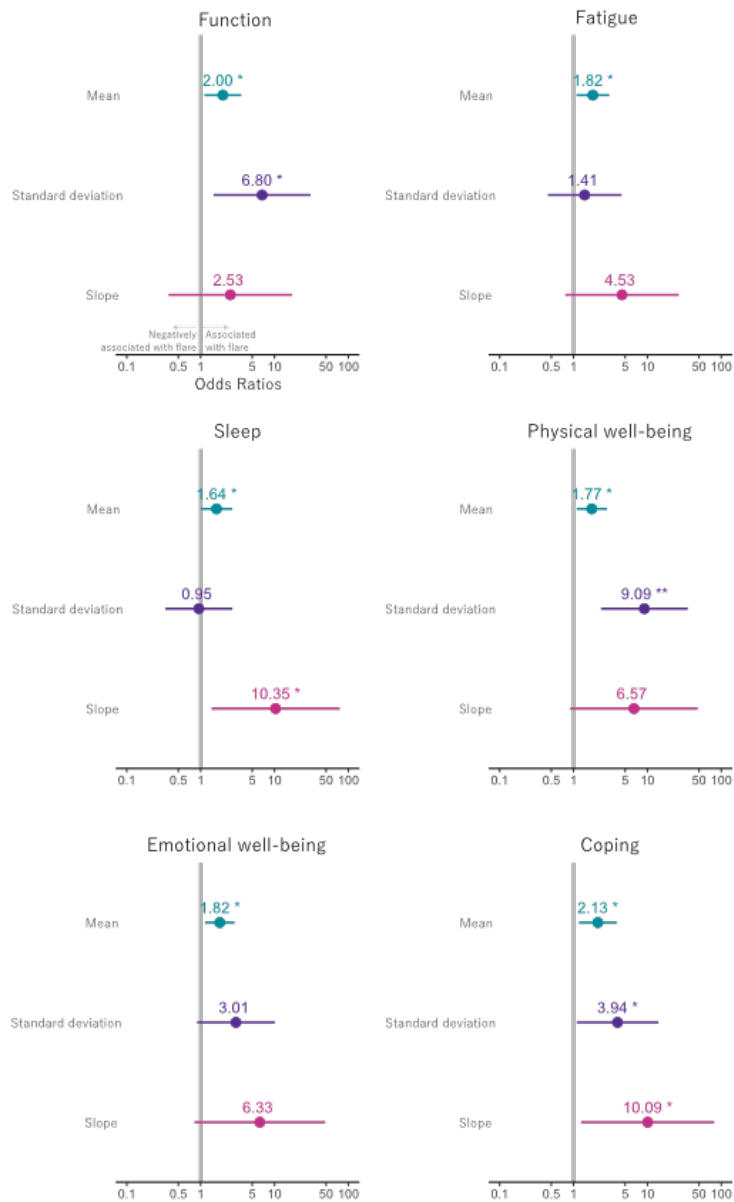 Function
2.00 *
Mean
6.80 *
Standard deviation
2.53
Slope
Negatively associated with flare
Associated with flare
0.1 0.5 1 5 10 50 100
Odds Ratios
Fatigue
1.82 *
Mean
1.41
Standard deviation
4.53
Slope
0.1 0.5 1 5 10 50 100
Sleep
1.64 *
Mean
0.95
Standard deviation
10.35 *
Slope
0.1 0.5 1 5 10 50 100
Physical well-being
1.77 *
Mean
9.09 **
Standard deviation
6.57
Slope
0.1 0.5 1 5 10 50 100
Emotional well-being
1.82 *
Mean
3.01
Standard deviation
6.33
Slope
0.1 0.5 1 5 10 50 100
Coping
2.13 *
Mean
3.94 *
Standard deviation
10.09 *
Slope
0.1 0.5 1 5 10 50 100